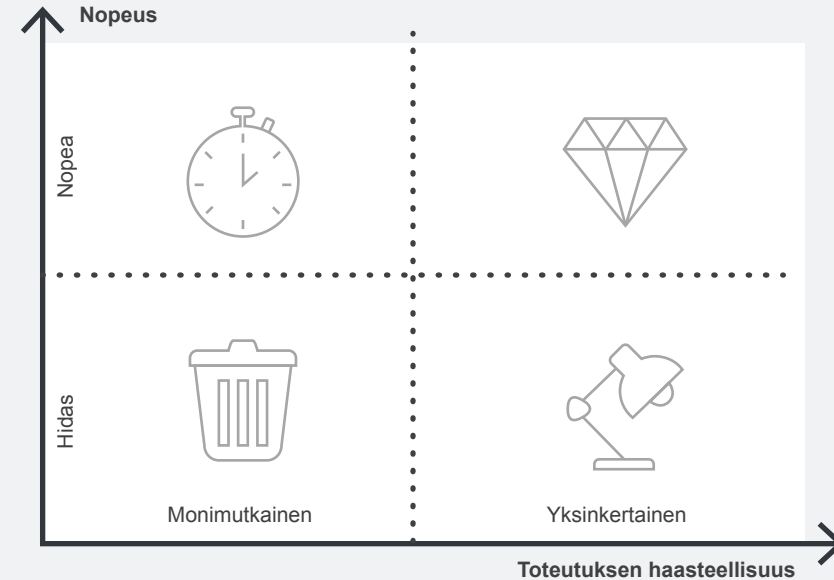 Nopeus
Nopea
Hidas
Monimutkainen
Yksinkertainen
Toteutuksen haasteellisuus